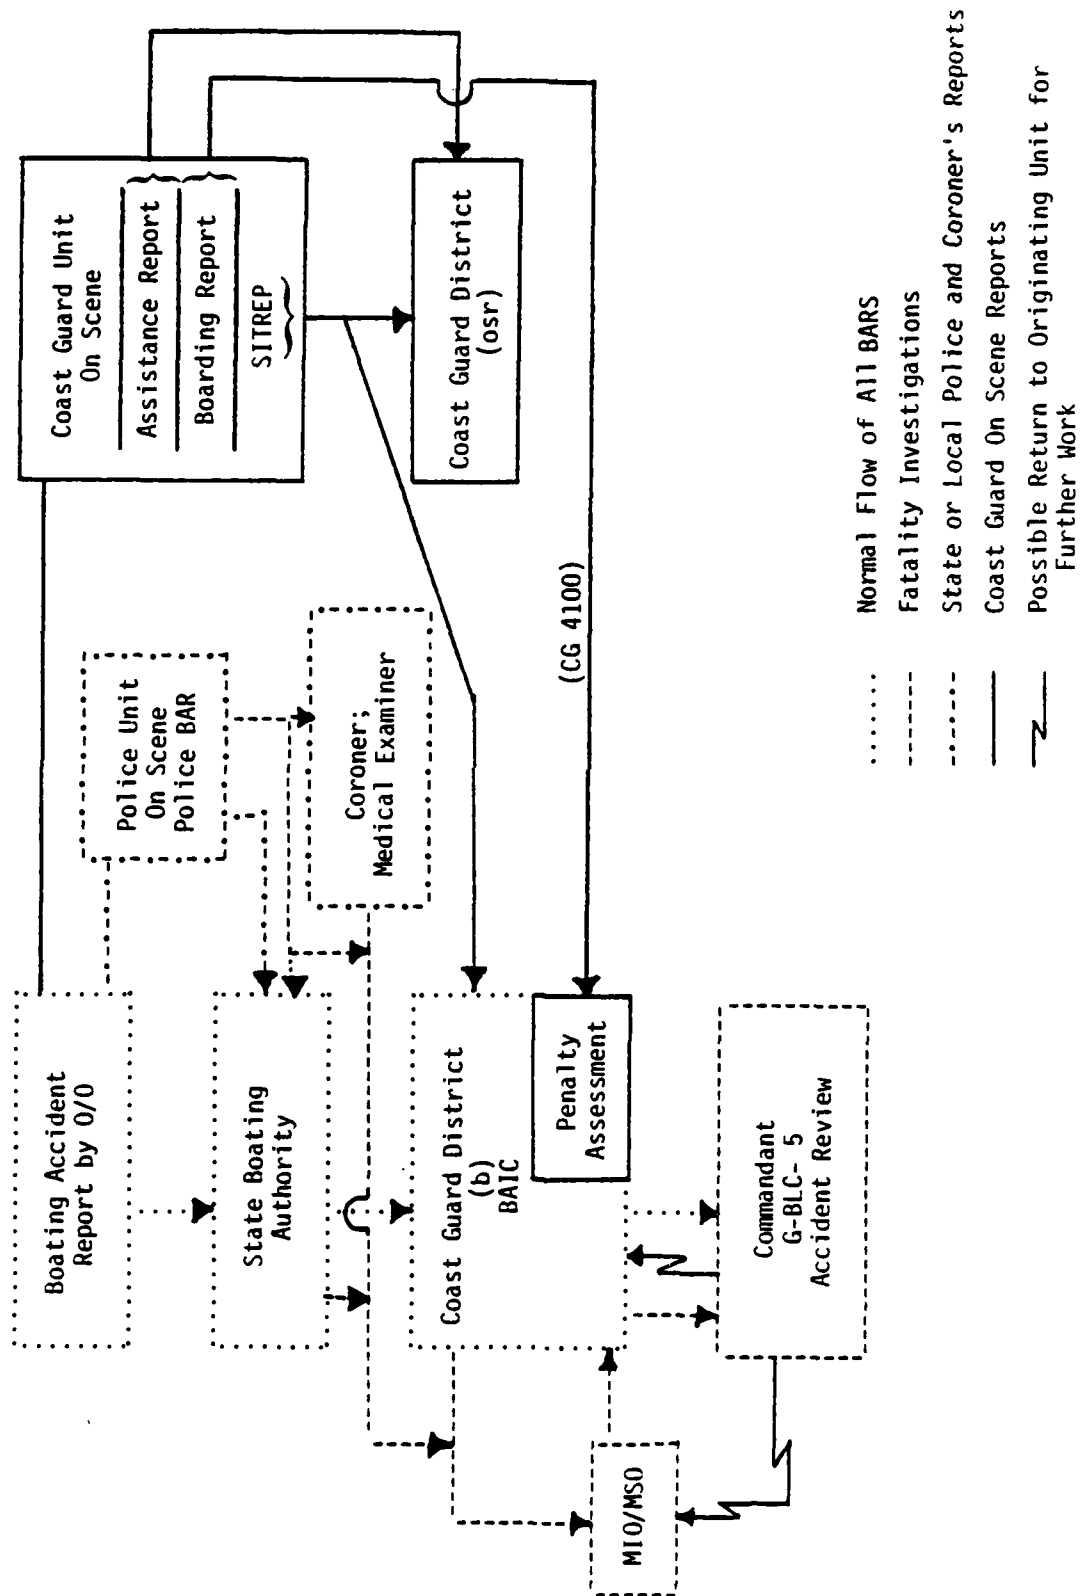 Boating Accident
Report by O/O
Police Unit
On Scene
Police BAR
Coast Guard Unit
On Scene
Assistance Report
Boarding Report
SITREP
State Boating
Authority
Coroner;
Medical Examiner
Coast Guard District
(osr)
Coast Guard District
(b)
BAIC
Penalty
Assessment
(CG 4100)
MIO/MSO
Commandant
G-BLC- 5
Accident Review
Normal Flow of All BARS
Fatality Investigations
State or Local Police and Coroner's Reports
Coast Guard On Scene Reports
Possible Return to Originating Unit for
Further Work